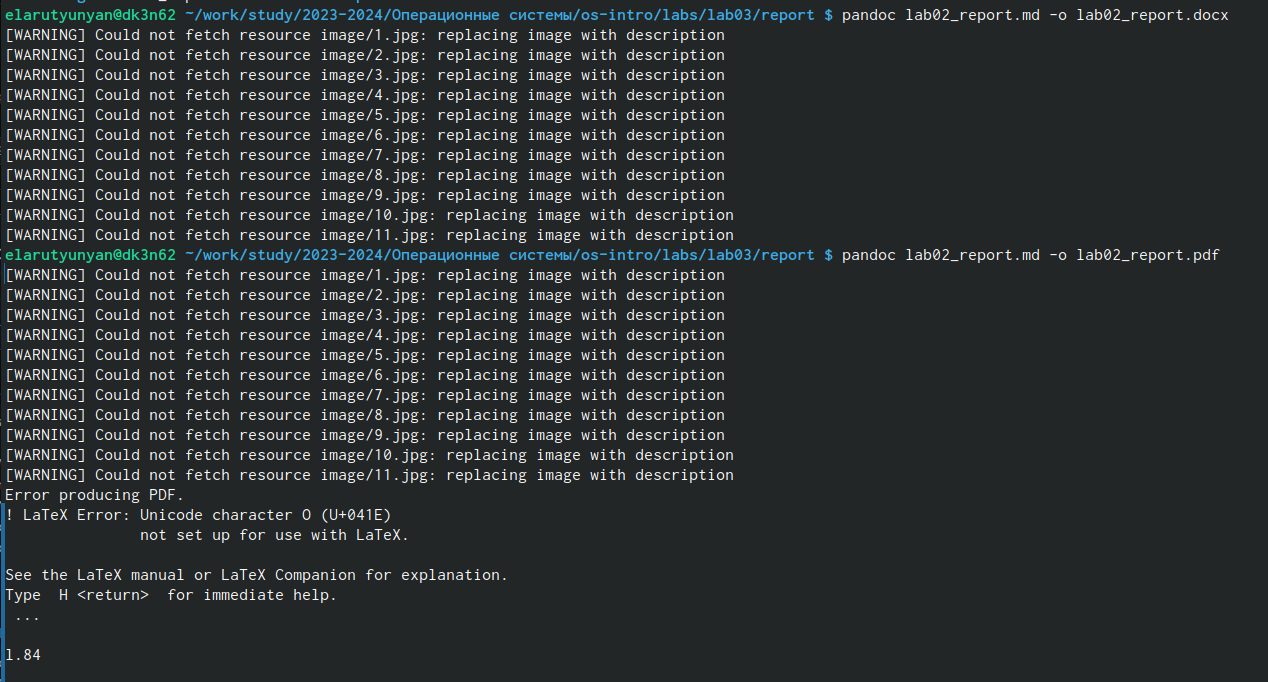 elarutyunyan@dk3n62 ~/work/study/2023-2024/Операционные системы/os-intro/labs/lab03/report $ pandoc lab02_report.md -o lab02_report.docx
[WARNING] Could not fetch resource image/1.jpg: replacing image with description
[WARNING] Could not fetch resource image/2.jpg: replacing image with description
[WARNING] Could not fetch resource image/3.jpg: replacing image with description
[WARNING] Could not fetch resource image/4.jpg: replacing image with description
[WARNING] Could not fetch resource image/5.jpg: replacing image with description
[WARNING] Could not fetch resource image/6.jpg: replacing image with description
[WARNING] Could not fetch resource image/7.jpg: replacing image with description
[WARNING] Could not fetch resource image/8.jpg: replacing image with description
[WARNING] Could not fetch resource image/9.jpg: replacing image with description
[WARNING] Could not fetch resource image/10.jpg: replacing image with description
[WARNING] Could not fetch resource image/11.jpg: replacing image with description
elarutyunyan@dk3n62 ~/work/study/2023-2024/Операционные системы/os-intro/labs/lab03/report $ pandoc lab02_report.md -o lab02_report.pdf
[WARNING] Could not fetch resource image/1.jpg: replacing image with description
[WARNING] Could not fetch resource image/2.jpg: replacing image with description
[WARNING] Could not fetch resource image/3.jpg: replacing image with description
[WARNING] Could not fetch resource image/4.jpg: replacing image with description
[WARNING] Could not fetch resource image/5.jpg: replacing image with description
[WARNING] Could not fetch resource image/6.jpg: replacing image with description
[WARNING] Could not fetch resource image/7.jpg: replacing image with description
[WARNING] Could not fetch resource image/8.jpg: replacing image with description
[WARNING] Could not fetch resource image/9.jpg: replacing image with description
[WARNING] Could not fetch resource image/10.jpg: replacing image with description
[WARNING] Could not fetch resource image/11.jpg: replacing image with description
Error producing PDF.
! LaTeX Error: Unicode character О (U+041E)
not set up for use with LaTeX.
See the LaTeX manual or LaTeX Companion for explanation.
Type  H <return>  for immediate help.
...
l.84